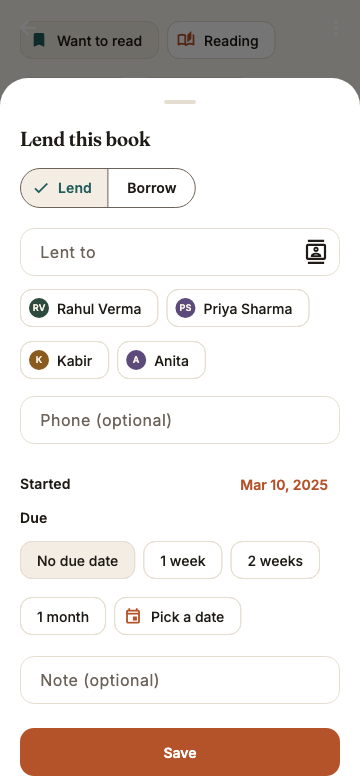 Want to read
Reading
Lend this book
Lend
Borrow
Lent to
RV Rahul Verma
PS Priya Sharma
K Kabir
A Anita
Phone (optional)
Started
Mar 10, 2025
Due
No due date
1 week
2 weeks
1 month
Pick a date
Note (optional)
Save